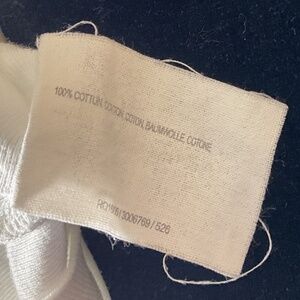 100% COTTON, COTON, COTON, BAUMWOLLE, COTONE,
3006769 / 526